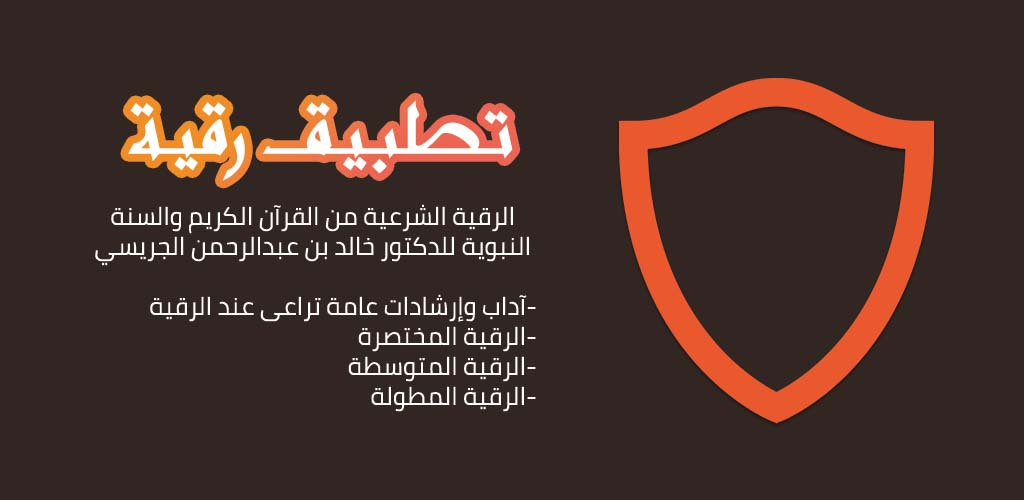 تطبيق رقية
الرقية الشرعية من القرآن الكريم والسنة
النبوية للدكتور خالد بن عبدالرحمن الجريسي
-آداب وإرشادات عامة تراعى عند الرقية
-الرقية المختصرة
-الرقية المتوسطة
-الرقية المطولة